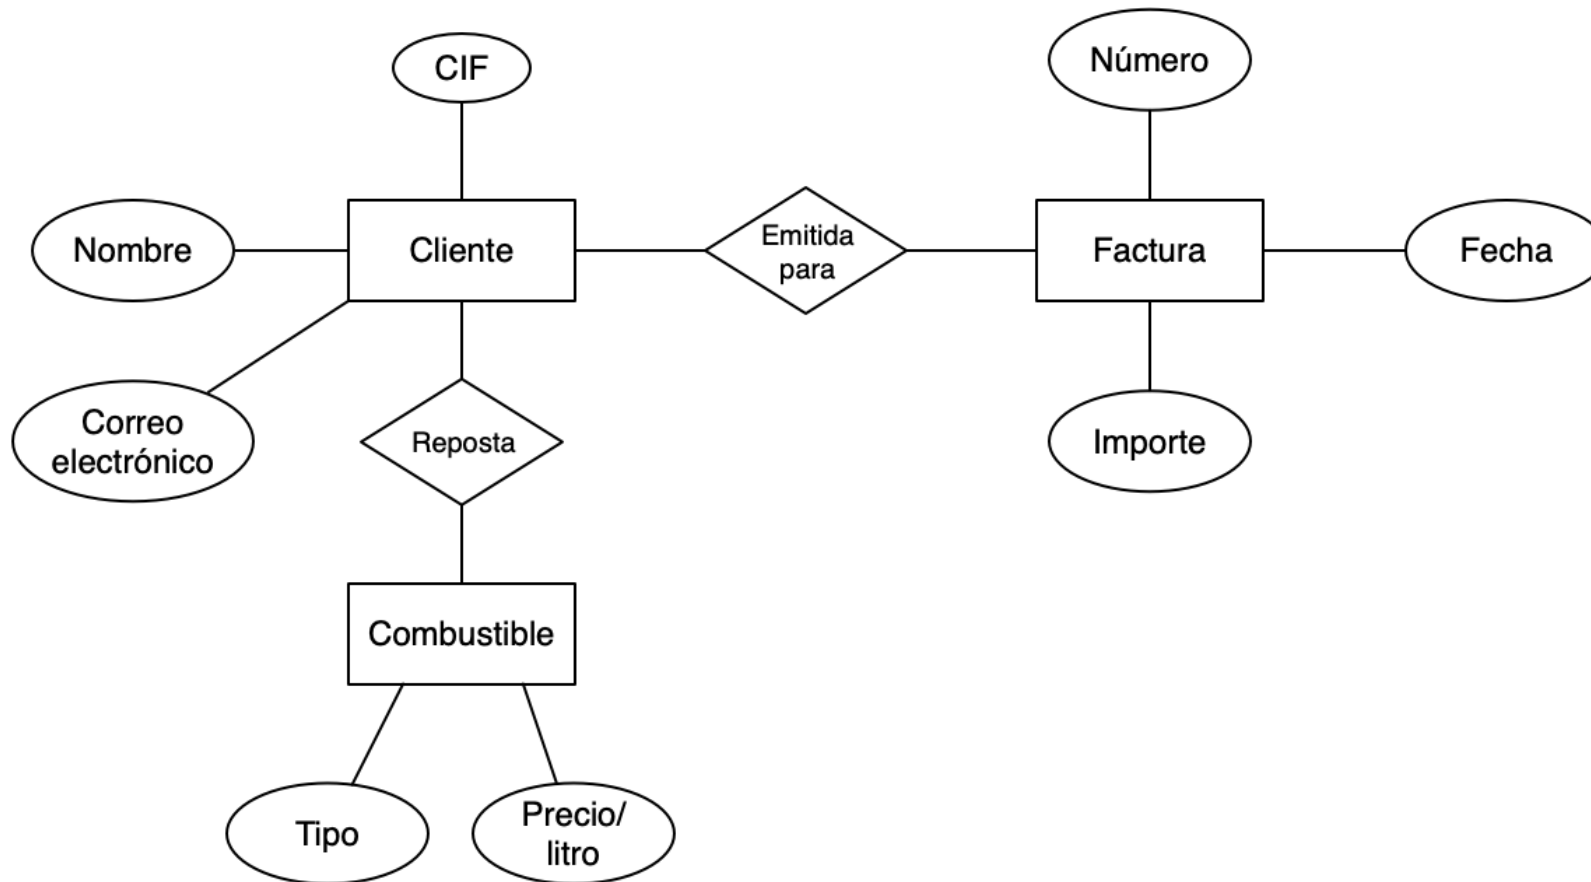 CIF
Número
Nombre
Cliente
Emitida
para
Factura
Fecha
Correo
electrónico
Reposta
Importe
Combustible
Tipo
Precio/
litro